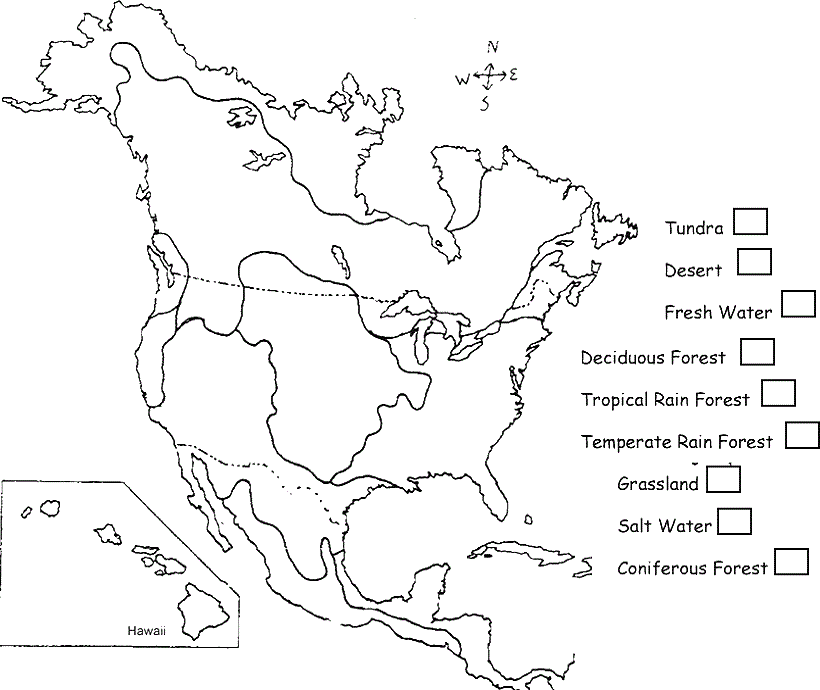 N
W E
S
Tundra
Desert
Fresh Water
Deciduous Forest
Tropical Rain Forest
Temperate Rain Forest
Grassland
Salt Water
Coniferous Forest
Hawaii